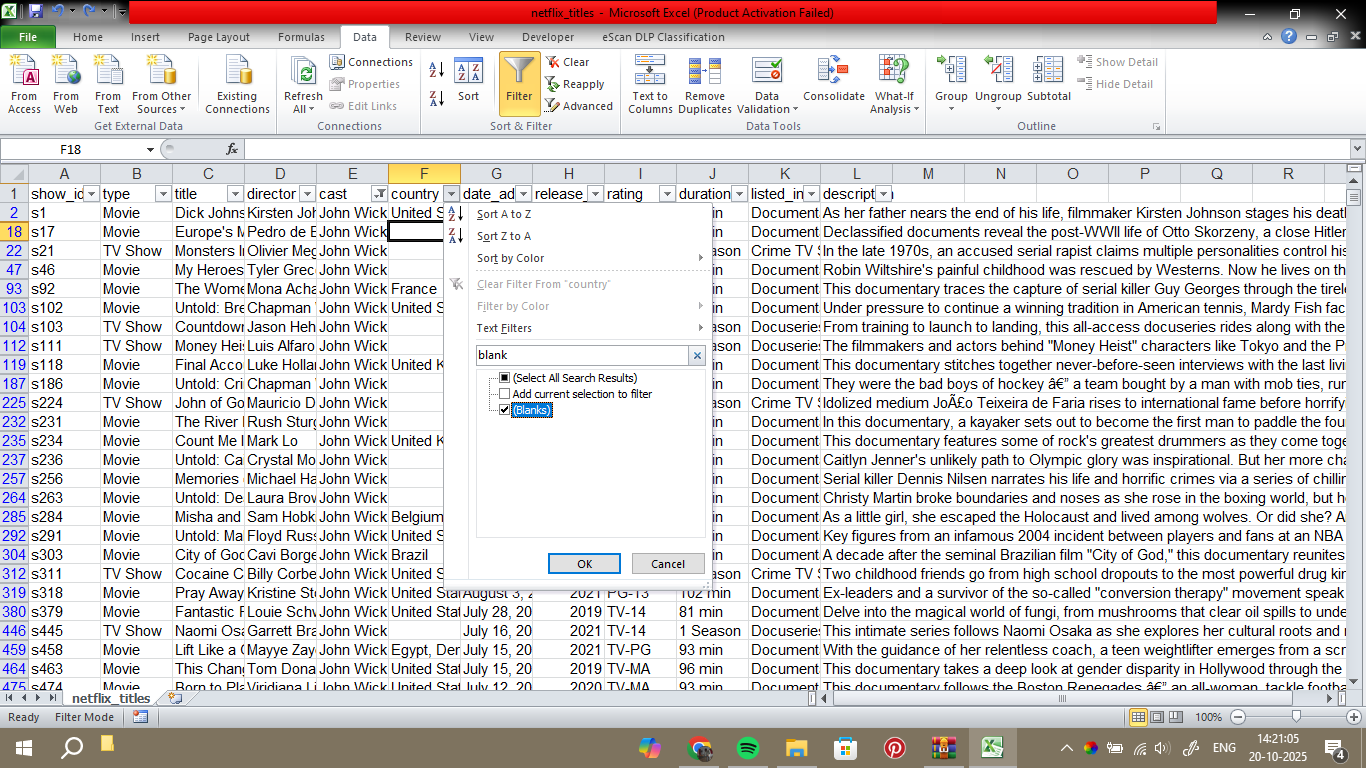 netflix_titles - Microsoft Excel (Product Activation Failed)
File Home Insert Page Layout Formulas Data Review View Developer eScan DLP Classification
From Access From Web From Text From Other Sources Existing Connections Refresh All Connections Properties Edit Links Sort Filter Clear Reapply Advanced Text to Columns Remove Duplicates Data Validation Consolidate What-If Analysis Group Ungroup Subtotal Show Detail Hide Detail
Get External Data Connections Sort & Filter Data Tools Outline
F18 fx
A B C D E F G H I J K L M N O P Q R
1 show_id type title director cast country date_ad release_ rating duration listed_in descript
2 s1 Movie Dick Johns Kirsten Joh John Wick United S in Document As her father nears the end of his life, filmmaker Kirsten Johnson stages his deat
18 s17 Movie Europe's M Pedro de E John Wick in Document Declassified documents reveal the post-WWII life of Otto Skorzeny, a close Hitler
22 s21 TV Show Monsters In Olivier Meg John Wick ason Crime TV S In the late 1970s, an accused serial rapist claims multiple personalities control his
47 s46 Movie My Heroes Tyler Grec John Wick in Document Robin Wiltshire's painful childhood was rescued by Westerns. Now he lives on th
93 s92 Movie The Wome Mona Acha John Wick France in Document This documentary traces the capture of serial killer Guy Georges through the tirele
103 s102 Movie Untold: Bre Chapman John Wick United S in Document Under pressure to continue a winning tradition in American tennis, Mardy Fish fac
104 s103 TV Show Countdown Jason Heh John Wick ason Docuseries From training to launch to landing, this all-access docuseries rides along with the
112 s111 TV Show Money Heis Luis Alfaro John Wick ason Docuseries The filmmakers and actors behind "Money Heist" characters like Tokyo and the P
119 s118 Movie Final Acco Luke Hollan John Wick United K in Document This documentary stitches together never-before-seen interviews with the last livi
187 s186 Movie Untold: Cri Chapman John Wick in Document They were the bad boys of hockey â€" a team bought by a man with mob ties, run
225 s224 TV Show John of Go Mauricio D John Wick ason Crime TV S Idolized medium JoÃ£o Teixeira de Faria rises to international fame before horrify
232 s231 Movie The River I Rush Sturg John Wick in Document In this documentary, a kayaker sets out to become the first man to paddle the fou
235 s234 Movie Count Me I Mark Lo John Wick United K in Document This documentary features some of rock's greatest drummers as they come toge
237 s236 Movie Untold: Ca Crystal Mo John Wick in Document Caitlyn Jenner's unlikely path to Olympic glory was inspirational. But her more cha
257 s256 Movie Memories Michael Ha John Wick in Document Serial killer Dennis Nilsen narrates his life and horrific crimes via a series of chillin
264 s263 Movie Untold: De Laura Brow John Wick in Document Christy Martin broke boundaries and noses as she rose in the boxing world, but h
285 s284 Movie Misha and Sam Hobk John Wick Belgium in Document As a little girl, she escaped the Holocaust and lived among wolves. Or did she? A
292 s291 Movie Untold: Ma Floyd Russ John Wick United S in Document Key figures from an infamous 2004 incident between players and fans at an NBA
304 s303 Movie City of God Cavi Borge John Wick Brazil in Document A decade after the seminal Brazilian film "City of God," this documentary reunites
312 s311 TV Show Cocaine C Billy Corbe John Wick United S ason Crime TV S Two childhood friends go from high school dropouts to the most powerful drug kin
319 s318 Movie Pray Away Kristine Sto John Wick United Stat August 3, 2 2021 PG-13 102 min Document Ex-leaders and a survivor of the so-called "conversion therapy" movement speak
380 s379 Movie Fantastic F Louie Schv John Wick United Stat July 28, 20 2019 TV-14 81 min Document Delve into the magical world of fungi, from mushrooms that clear oil spills to unde
446 s445 TV Show Naomi Osa Garrett Bra John Wick July 16, 20 2021 TV-14 1 Season Docuseries This intimate series follows Naomi Osaka as she explores her cultural roots and
459 s458 Movie Lift Like a G Mayye Zay John Wick Egypt, Den July 15, 20 2021 TV-PG 93 min Document With the guidance of her relentless coach, a teen weightlifter emerges from a scr
464 s463 Movie This Chang Tom Dona John Wick United Stat July 15, 20 2019 TV-MA 96 min Document This documentary takes a deep look at gender disparity in Hollywood through the
475 s474 Movie Born to Pla Viridiana Li John Wick United Stat July 12, 20 2020 TV-MA 83 min Document This documentary follows the Boston Renegades â€" an all-woman, tackle footba
Sort A to Z
Sort Z to A
Sort by Color
Clear Filter From "country"
Filter by Color
Text Filters
blank
(Select All Search Results)
Add current selection to filter
(Blanks)
OK Cancel
netflix_titles
Ready Filter Mode 100%
ENG 14:21:05
20-10-2025
4